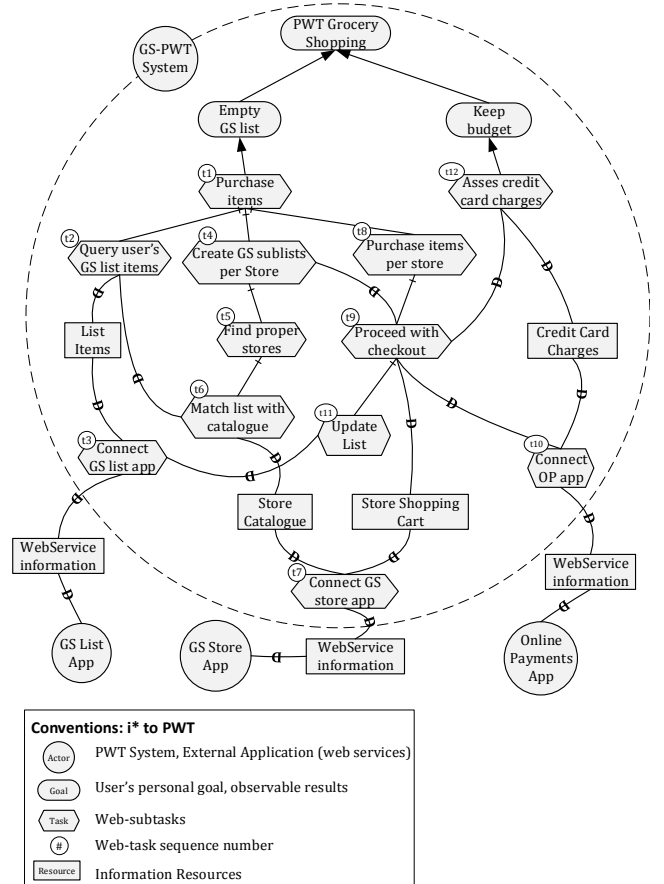 PWT Grocery
Shopping
GS-PWT
System
Empty
GS list
Keep
budget
t1
Purchase
items
t12
Asses credit
card charges
t2
Query user's
GS list items
t4
Create GS sublists
per Store
t8
Purchase items
per store
D
D
D
D
List
Items
t5
Find proper
stores
t9
Proceed with
checkout
Credit Card
Charges
D
t6
Match list with
catalogue
D
D
D
t11
Update
List
D
t3
Connect
GS list app
D
D
t10
Connect
OP app
D
Store
Catalogue
Store Shopping
Cart
D
WebService
information
D
D
t7
Connect GS
store app
WebService
information
D
D
D
GS List
App
GS Store
App
D
WebService
information
Online
Payments
App
Conventions: i* to PWT
Actor
PWT System, External Application (web services)
Goal
User's personal goal, observable results
Task
Web-subtasks
#
Web-task sequence number
Resource
Information Resources